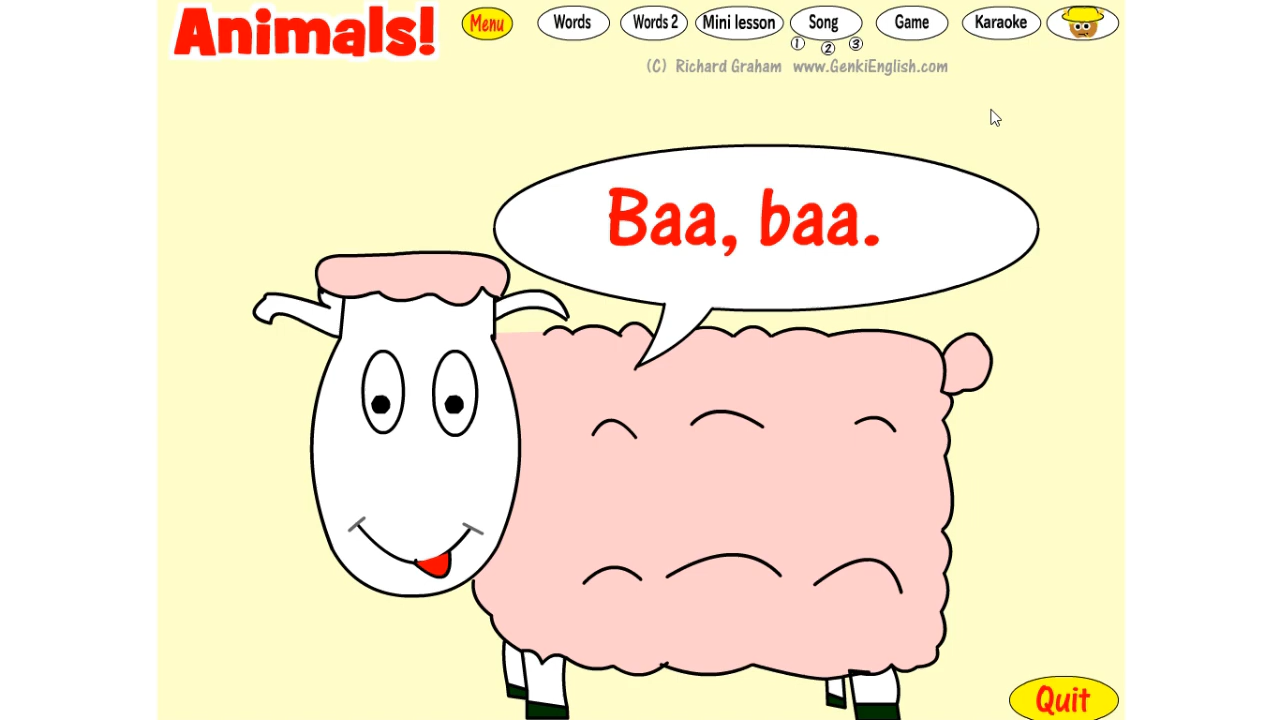 Animals!
Menu
Words
Words 2
Mini lesson
Song
Game
Karaoke
1 2 3
(C) Richard Graham www.GenkiEnglish.com
Baa, baa.
Quit